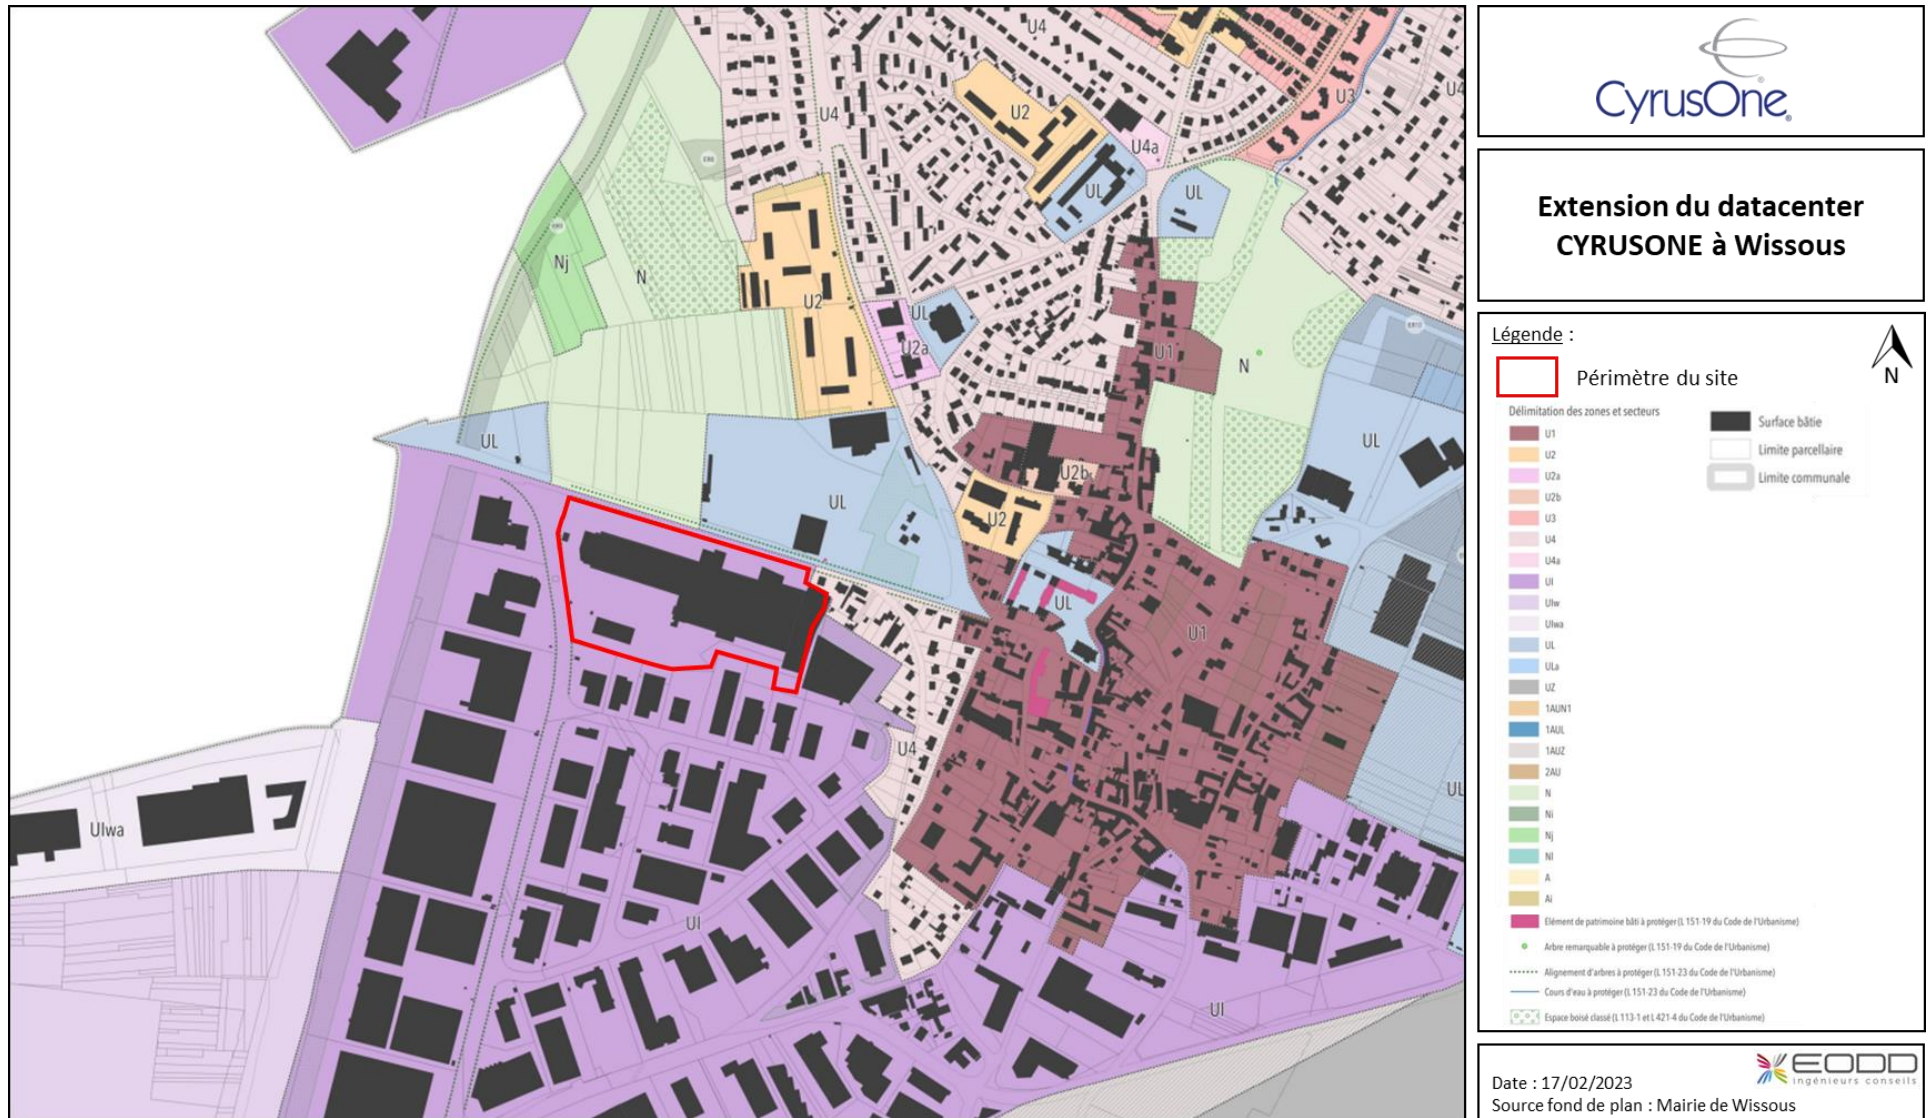 U4
U4
U3
U4
U2
U4a
UL
UL
Nj
N
U2
UL
U2a
U1
N
UL
UL
U2b
UL
U2
UL
U1
U4
UIwa
UL
UI
UI
CyrusOne
Extension du datacenter
CYRUSONE à Wissous
Légende :
Périmètre du site
N
Délimitation des zones et secteurs
U1
U2
U2a
U2b
U3
U4
U4a
UI
UIw
UIwa
UL
ULa
UZ
1AUN1
1AUL
1AUZ
2AU
N
Ni
Nj
Nl
A
Ai
Surface bâtie
Limite parcellaire
Limite communale
Elément de patrimoine bâti à protéger (L 151-19 du Code de l'Urbanisme)
Arbre remarquable à protéger (L 151-19 du Code de l'Urbanisme)
Alignement d'arbres à protéger (L 151-23 du Code de l'Urbanisme)
Cours d'eau à protéger (L 151-23 du Code de l'Urbanisme)
Espace boisé classé (L 113-1 et L 421-4 du Code de l'Urbanisme)
Date : 17/02/2023
Source fond de plan : Mairie de Wissous
EODD
ingénieurs conseils